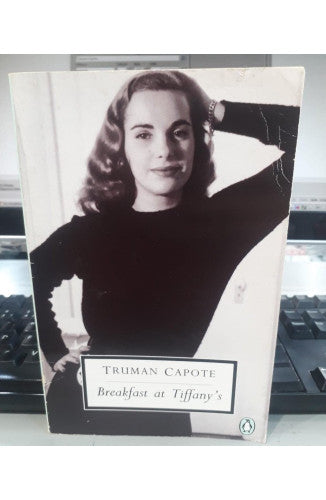 TRUMAN CAPOTE
Breakfast at Tiffany's